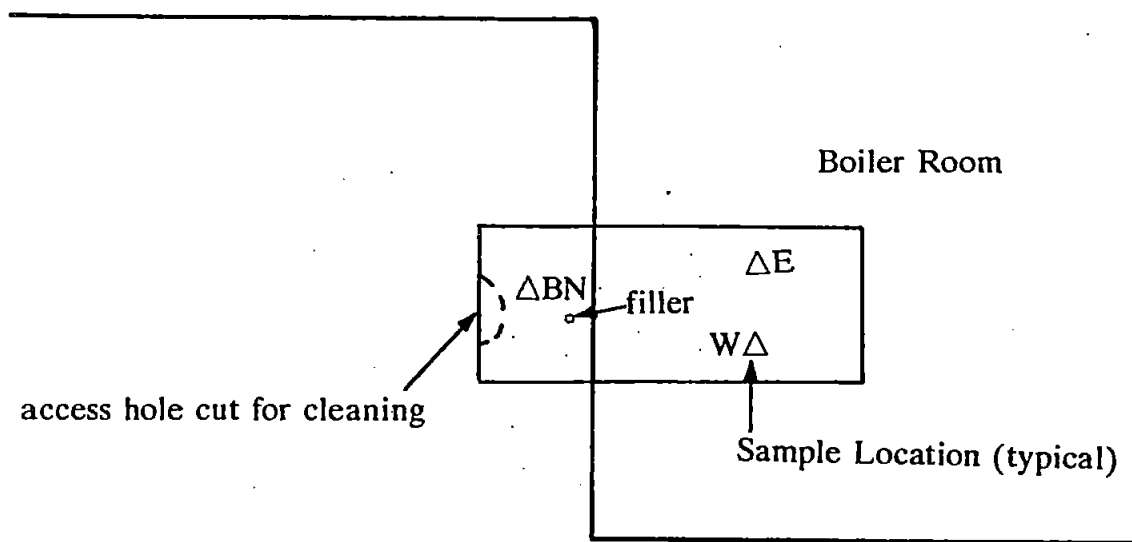 Boiler Room
△E
△BN
filler
W△
access hole cut for cleaning
Sample Location (typical)